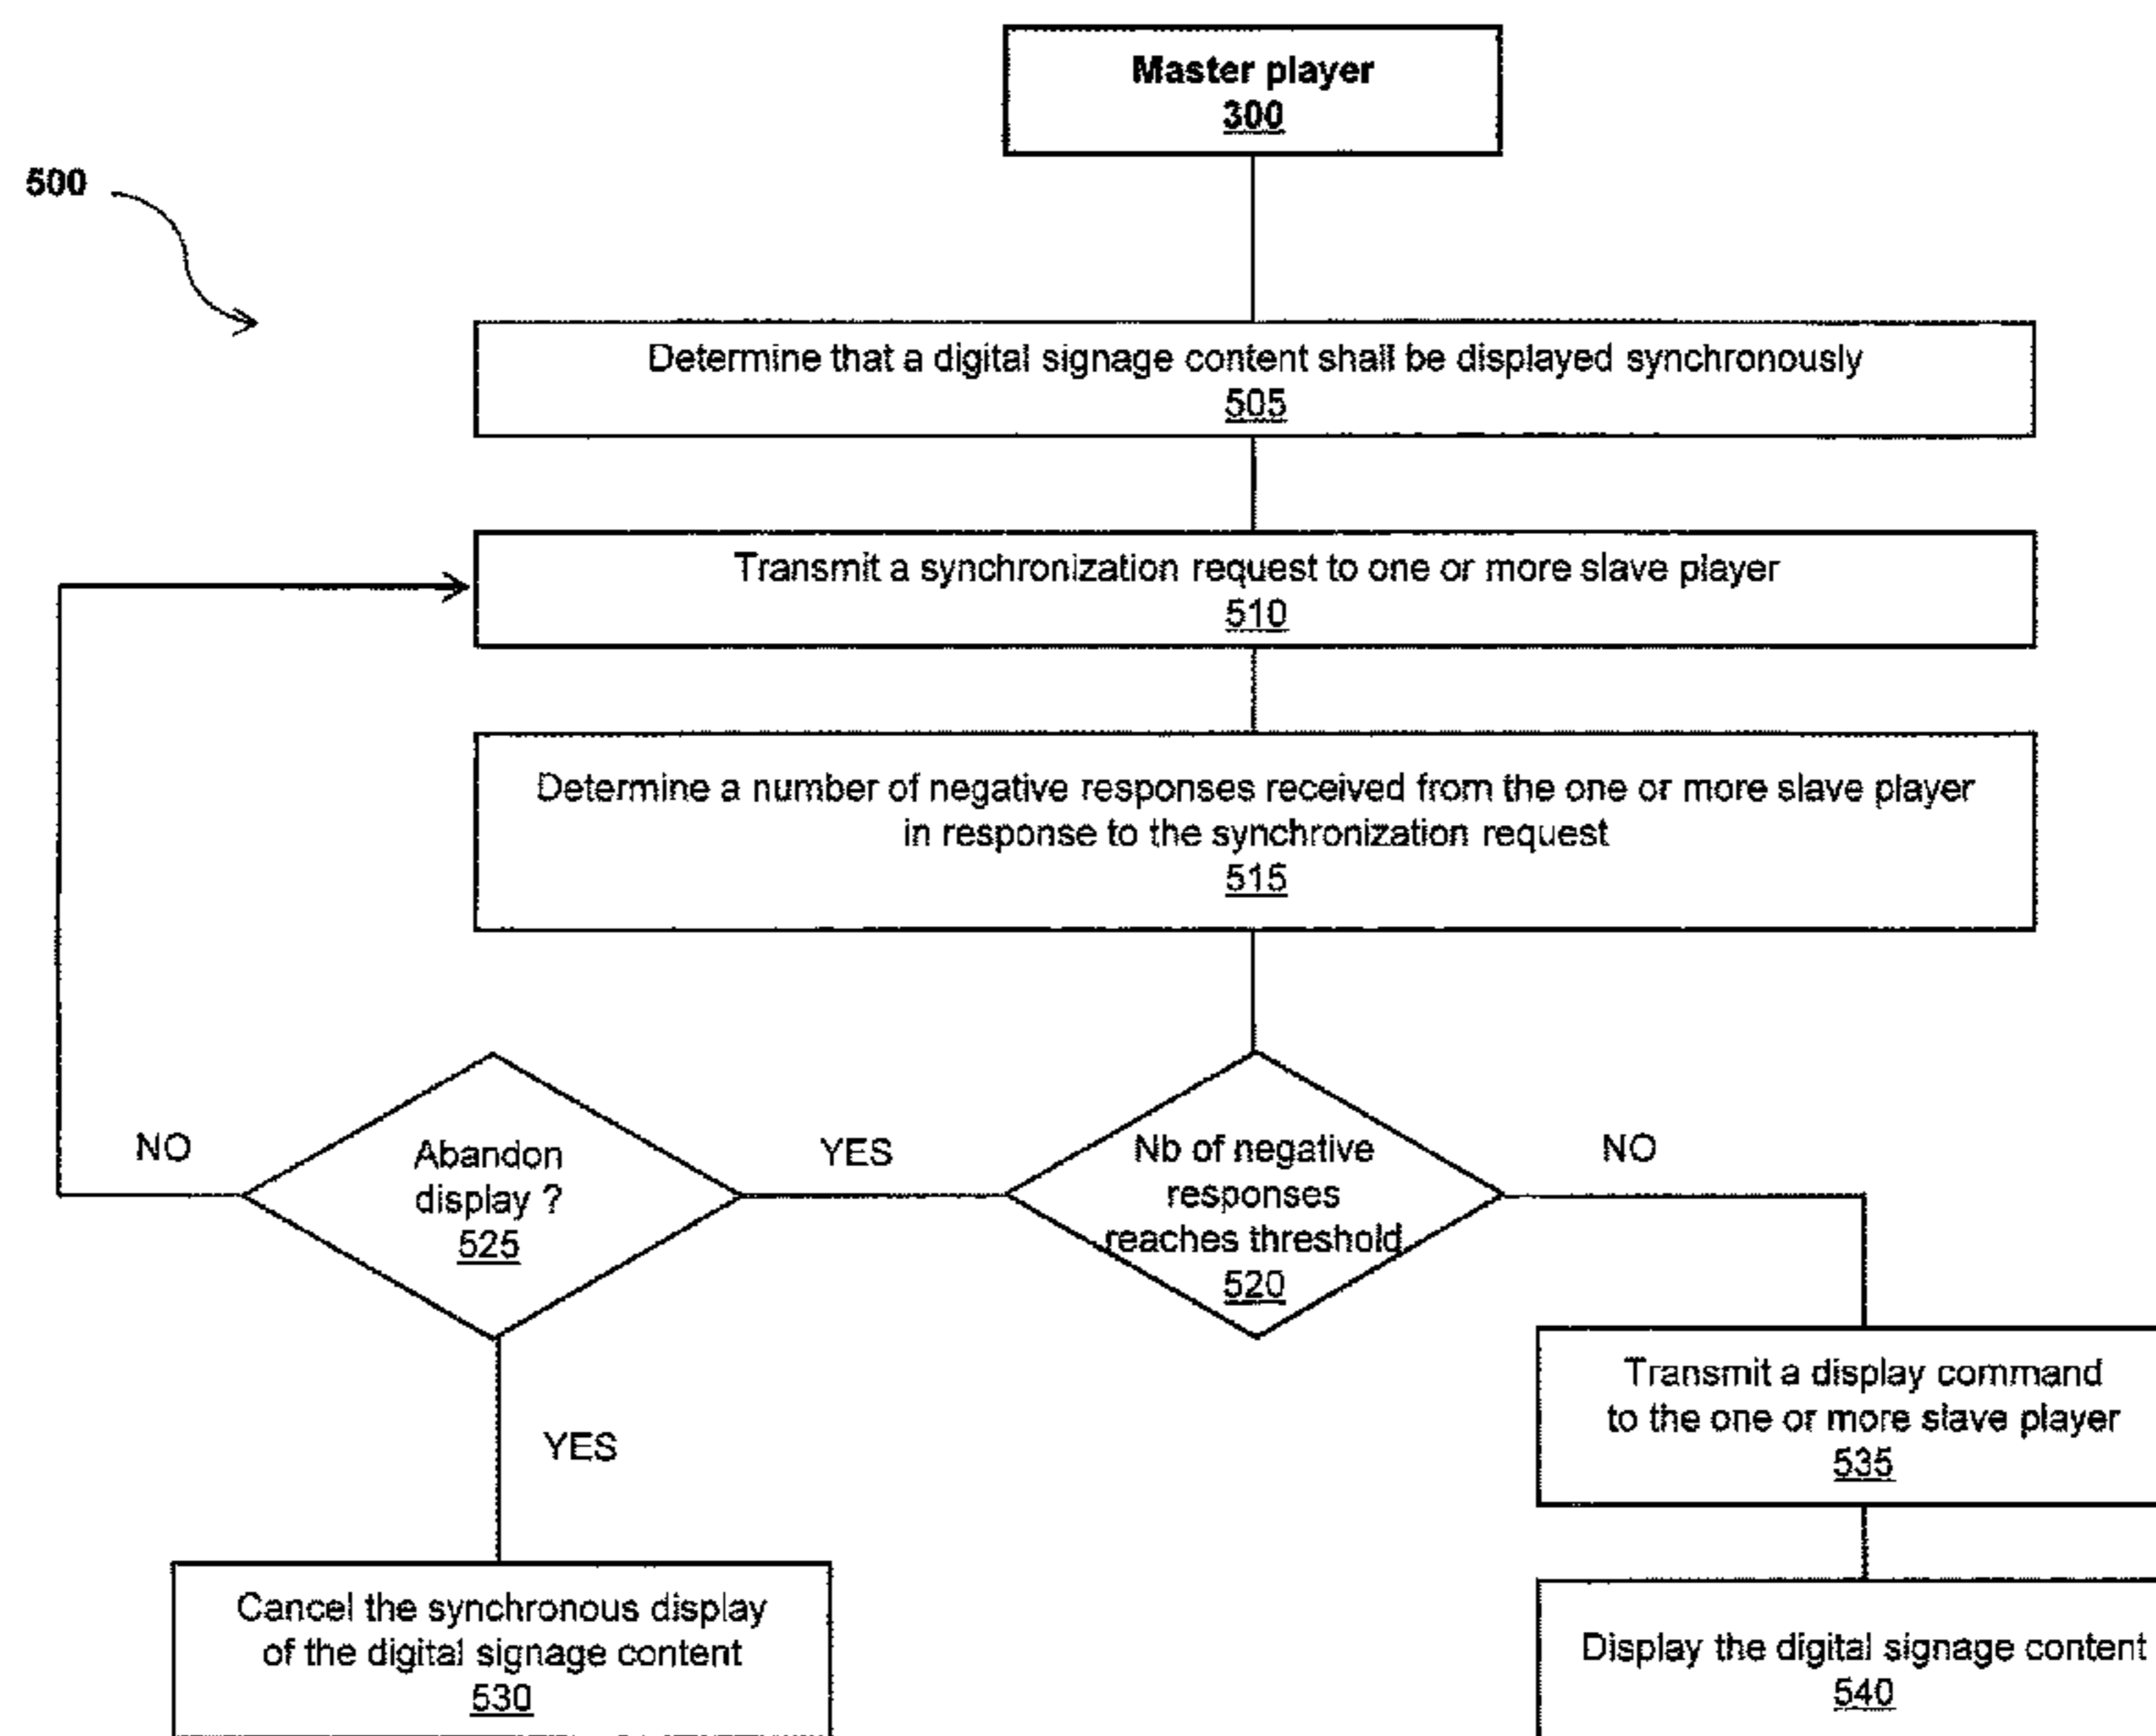 Master player
300
500
Determine that a digital signage content shall be displayed synchronously
505
Transmit a synchronization request to one or more slave player
510
Determine a number of negative responses received from the one or more slave player
in response to the synchronization request
515
NO
Abandon
display ?
525
YES
Nb of negative
responses
reaches threshold
520
NO
YES
Transmit a display command
to the one or more slave player
535
Cancel the synchronous display
of the digital signage content
530
Display the digital signage content
540